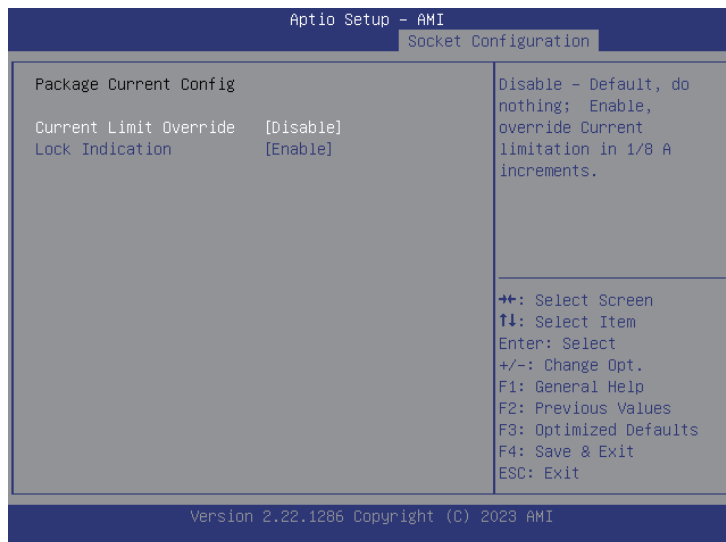 Aptio Setup – AMI
Socket Configuration
Package Current Config
Current Limit Override [Disable]
Lock Indication [Enable]
Disable – Default, do
nothing; Enable,
override Current
limitation in 1/8 A
increments.
→←: Select Screen
↑↓: Select Item
Enter: Select
+/-: Change Opt.
F1: General Help
F2: Previous Values
F3: Optimized Defaults
F4: Save & Exit
ESC: Exit
Version 2.22.1286 Copyright (C) 2023 AMI